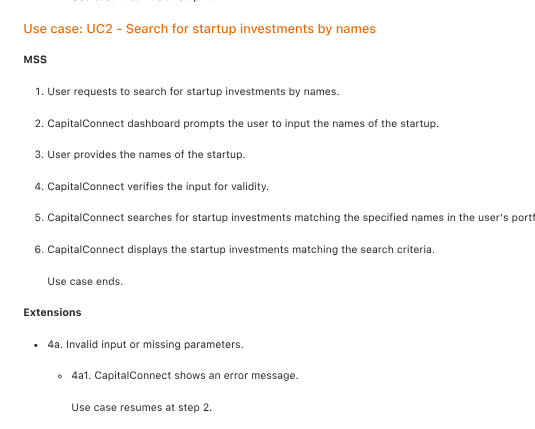 Use case: UC2 - Search for startup investments by names
MSS
1. User requests to search for startup investments by names.
2. CapitalConnect dashboard prompts the user to input the names of the startup.
3. User provides the names of the startup.
4. CapitalConnect verifies the input for validity.
5. CapitalConnect searches for startup investments matching the specified names in the user's portf
6. CapitalConnect displays the startup investments matching the search criteria.
Use case ends.
Extensions
• 4a. Invalid input or missing parameters.
◦ 4a1. CapitalConnect shows an error message.
Use case resumes at step 2.